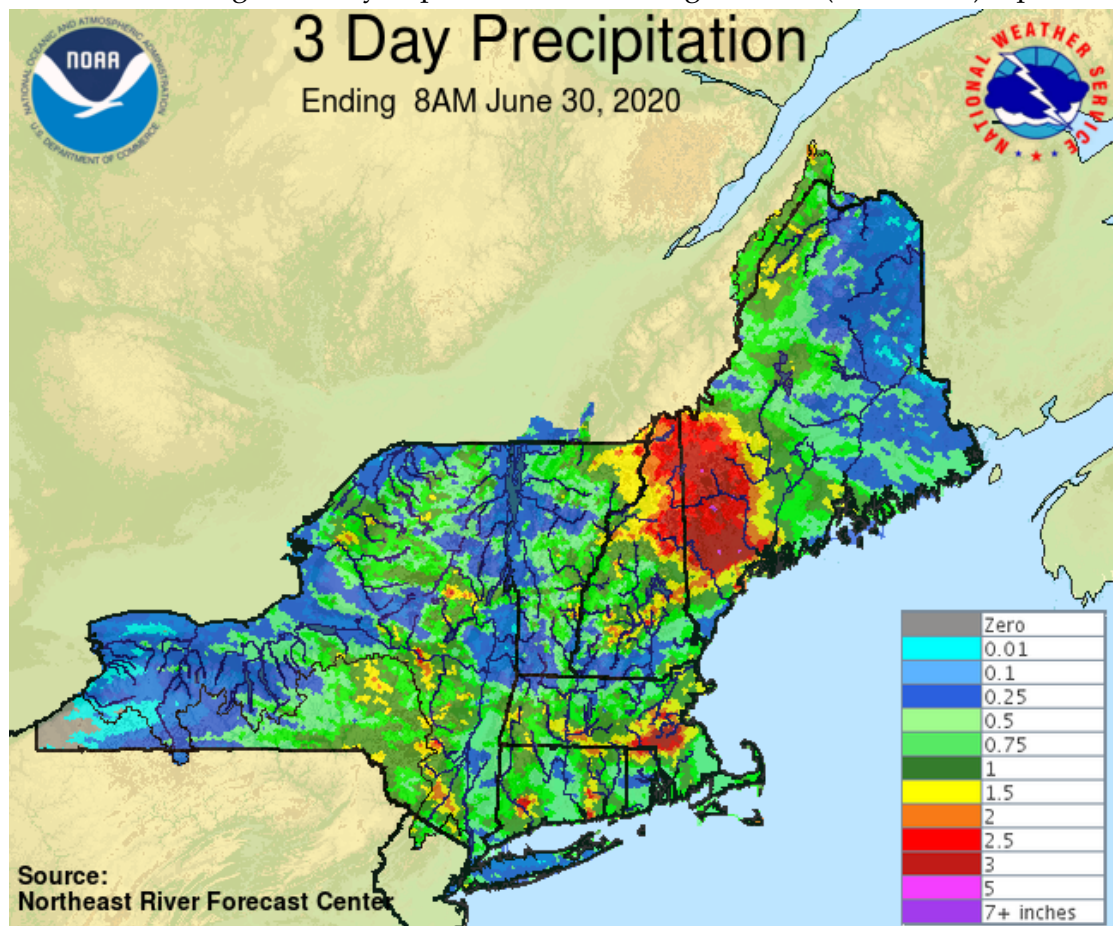 3 Day Precipitation
Ending 8AM June 30, 2020
NATIONAL OCEANIC AND ATMOSPHERIC ADMINISTRATION
NOAA
U.S. DEPARTMENT OF COMMERCE
NATIONAL WEATHER SERVICE
Zero
0.01
0.1
0.25
0.5
0.75
1
1.5
2
2.5
3
5
7+ inches
Source:
Northeast River Forecast Center